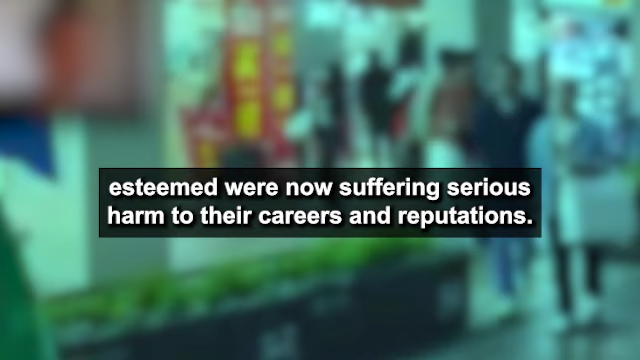 esteemed were now suffering serious
harm to their careers and reputations.